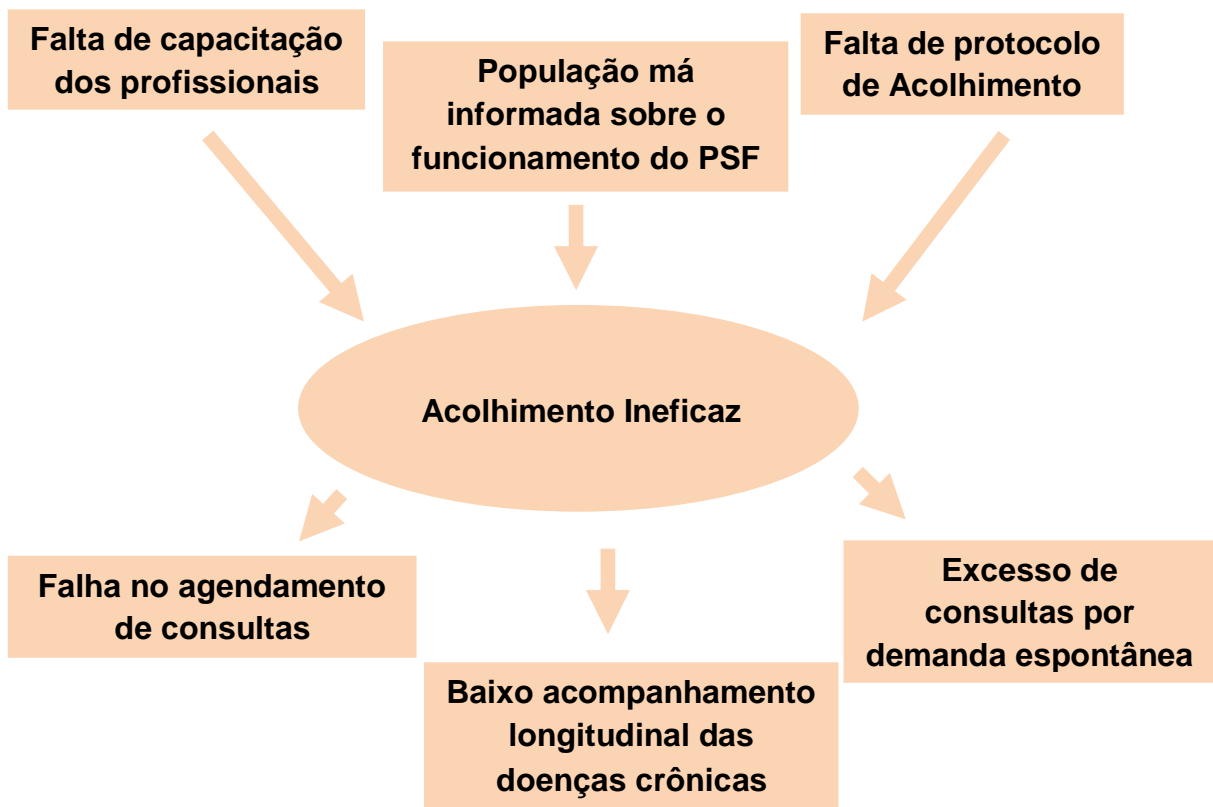 Falta de capacitação
dos profissionais
População má
informada sobre o
funcionamento do PSF
Falta de protocolo
de Acolhimento
Acolhimento Ineficaz
Falha no agendamento
de consultas
Baixo acompanhamento
longitudinal das
doenças crônicas
Excesso de
consultas por
demanda espontânea